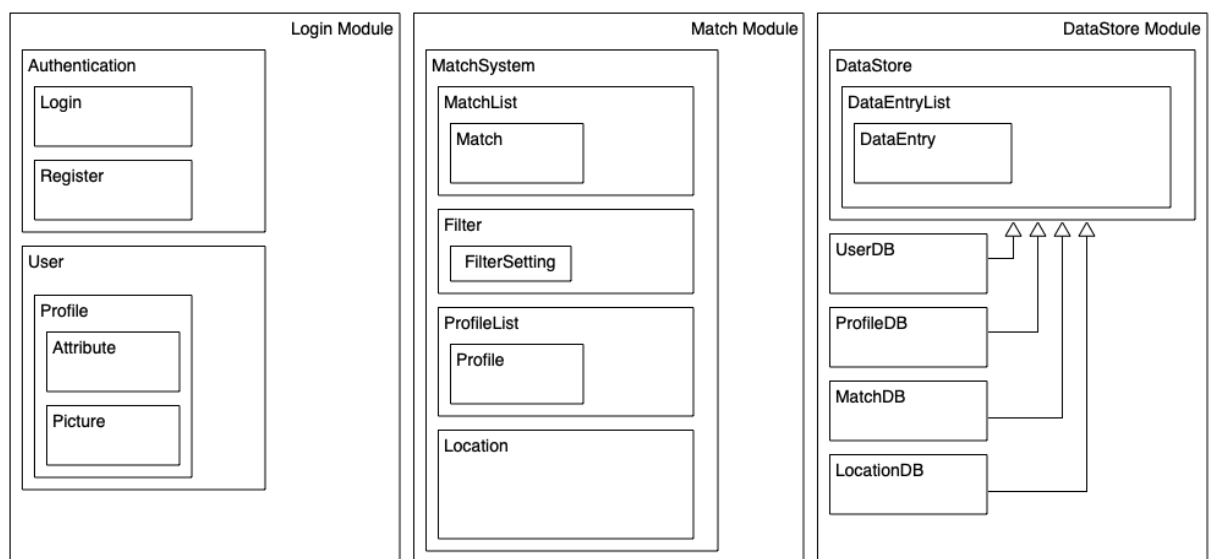 Login Module
Authentication
Login
Register
User
Profile
Attribute
Picture
Match Module
MatchSystem
MatchList
Match
Filter
FilterSetting
ProfileList
Profile
Location
DataStore Module
DataStore
DataEntryList
DataEntry
UserDB
ProfileDB
MatchDB
LocationDB